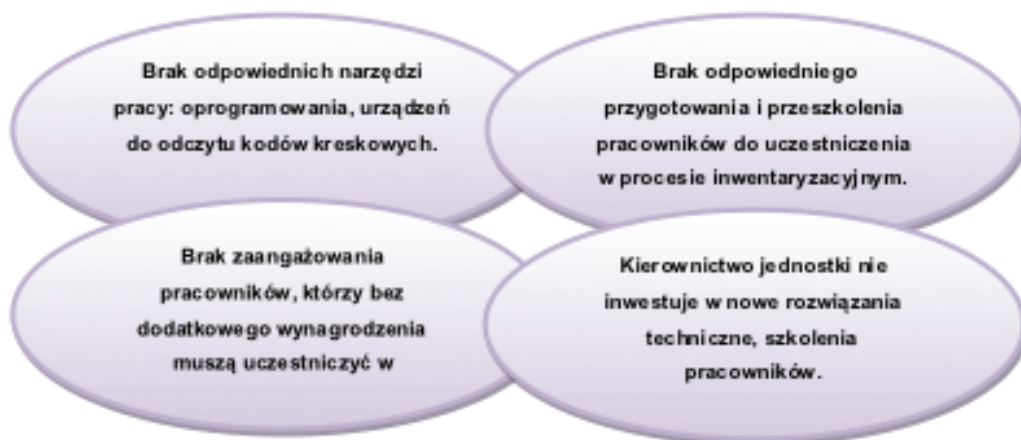 Brak odpowiednich narzędzi
pracy: oprogramowania, urządzeń
do odczytu kodów kreskowych.
Brak odpowiedniego
przygotowania i przeszkolenia
pracowników do uczestniczenia
w procesie inwentaryzacyjnym.
Brak zaangażowania
pracowników, którzy bez
dodatkowego wynagrodzenia
muszą uczestniczyć w
Kierownictwo jednostki nie
inwestuje w nowe rozwiązania
techniczne, szkolenia
pracowników.